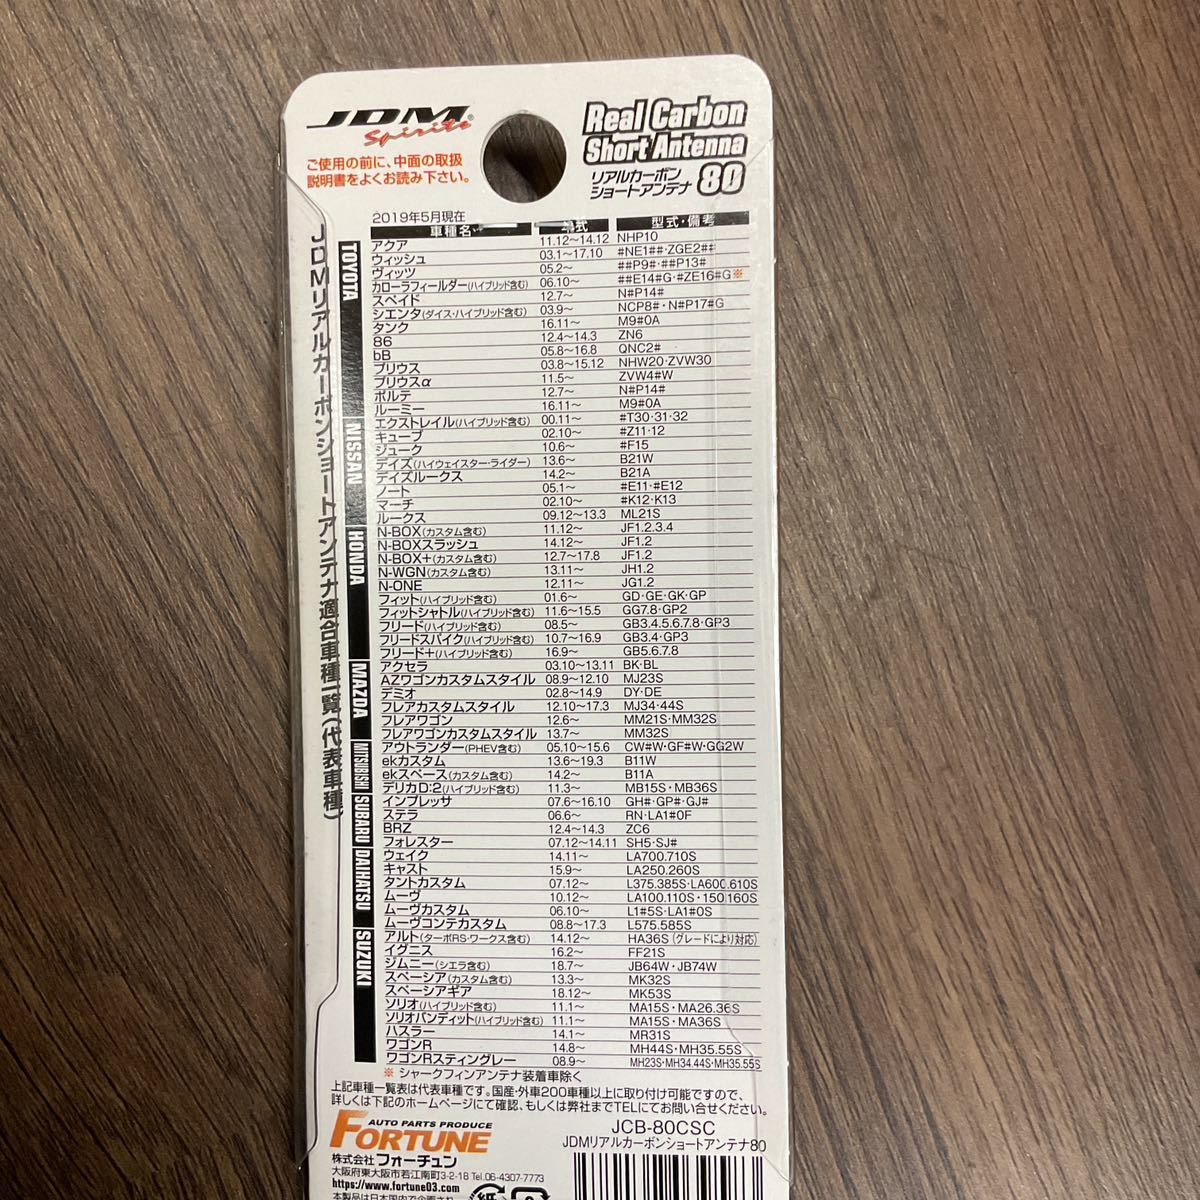 JDM®
Spirits
ご使用の前に、中面の取扱
説明書をよくお読み下さい。
Real Carbon
Short Antenna
リアルカーボン
ショートアンテナ 80
JDMリアルカーボンショートアンテナ適合車種一覧(代表車種)
2019年5月現在
車種名 年式 型式・備考
TOYOTA
アクア 11.12〜14.12 NHP10
ウィッシュ 03.1〜17.10 #NE1##・ZGE2##
ヴィッツ 05.2〜 ##P9#・##P13#
カローラフィールダー(ハイブリッド含む) 06.10〜 ##E14#G・#ZE16#G※
スペイド 12.7〜 N#P14#
シエンタ(ダイス・ハイブリッド含む) 03.9〜 NCP8#・N#P17#G
タンク 16.11〜 M9#0A
86 12.4〜14.3 ZN6
bB 05.8〜16.8 QNC2#
プリウス 03.8〜15.12 NHW20・ZVW30
プリウスα 11.5〜 ZVW4#W
ポルテ 12.7〜 N#P14#
ルーミー 16.11〜 M9#0A
NISSAN
エクストレイル(ハイブリッド含む) 00.11〜 #T30・31・32
キューブ 02.10〜 #Z11・12
ジューク 10.6〜 #F15
デイズ(ハイウェイスター・ライダー) 13.6〜 B21W
デイズルークス 14.2〜 B21A
ノート 05.1〜 #E11・#E12
マーチ 02.10〜 #K12・K13
ルークス 09.12〜13.3 ML21S
HONDA
N-BOX(カスタム含む) 11.12〜 JF1.2.3.4
N-BOXスラッシュ 14.12〜 JF1.2
N-BOX+(カスタム含む) 12.7〜17.8 JF1.2
N-WGN(カスタム含む) 13.11〜 JH1.2
N-ONE 12.11〜 JG1.2
フィット(ハイブリッド含む) 01.6〜 GD・GE・GK・GP
フィットシャトル(ハイブリッド含む) 11.6〜15.5 GG7.8・GP2
フリード(ハイブリッド含む) 08.5〜 GB3.4.5.6.7.8・GP3
フリードスパイク(ハイブリッド含む) 10.7〜16.9 GB3.4・GP3
フリード+(ハイブリッド含む) 16.9〜 GB5.6.7.8
MAZDA
アクセラ 03.10〜13.11 BK・BL
AZワゴンカスタムスタイル 08.9〜12.10 MJ23S
デミオ 02.8〜14.9 DY・DE
フレアカスタムスタイル 12.10〜17.3 MJ34・44S
フレアワゴン 12.6〜 MM21S・MM32S
フレアワゴンカスタムスタイル 13.7〜 MM32S
MITSUBISHI
アウトランダー(PHEV含む) 05.10〜15.6 CW#W・GF#W・GG2W
ekカスタム 13.6〜19.3 B11W
ekスペース(カスタム含む) 14.2〜 B11A
デリカD:2(ハイブリッド含む) 11.3〜 MB15S・MB36S
SUBARU
インプレッサ 07.6〜16.10 GH#・GP#・GJ#
ステラ 06.6〜 RN・LA1#0F
BRZ 12.4〜14.3 ZC6
フォレスター 07.12〜14.11 SH5・SJ#
DAIHATSU
ウェイク 14.11〜 LA700.710S
キャスト 15.9〜 LA250.260S
タントカスタム 07.12〜 L375.385S・LA600.610S
ムーヴ 10.12〜 LA100.110S・150.160S
ムーヴカスタム 06.10〜 L1#5S・LA1#0S
ムーヴコンテカスタム 08.8〜17.3 L575.585S
SUZUKI
アルト(ターボRS・ワークス含む) 14.12〜 HA36S(グレードにより対応)
イグニス 16.2〜 FF21S
ジムニー(シエラ含む) 18.7〜 JB64W・JB74W
スペーシア(カスタム含む) 13.3〜 MK32S
スペーシアギア 18.12〜 MK53S
ソリオ(ハイブリッド含む) 11.1〜 MA15S・MA26.36S
ソリオバンディット(ハイブリッド含む) 11.1〜 MA15S・MA36S
ハスラー 14.1〜 MR31S
ワゴンR 14.8〜 MH44S・MH35.55S
ワゴンRスティングレー 08.9〜 MH23S・MH34.44S・MH35.55S
※シャークフィンアンテナ装着車除く
上記車種一覧表は代表車種です。国産・外車200車種以上に取り付け可能ですので、
詳しくは下記のホームページにて確認、もしくは弊社までTELにてお問い合せください。
AUTO PARTS PRODUCE
FORTUNE
株式会社フォーチュン
大阪府東大阪市若江南町3-2-18 Tel.06-4307-7773
https://www.fortune03.com
JCB-80CSC
JDMリアルカーボンショートアンテナ80
紙